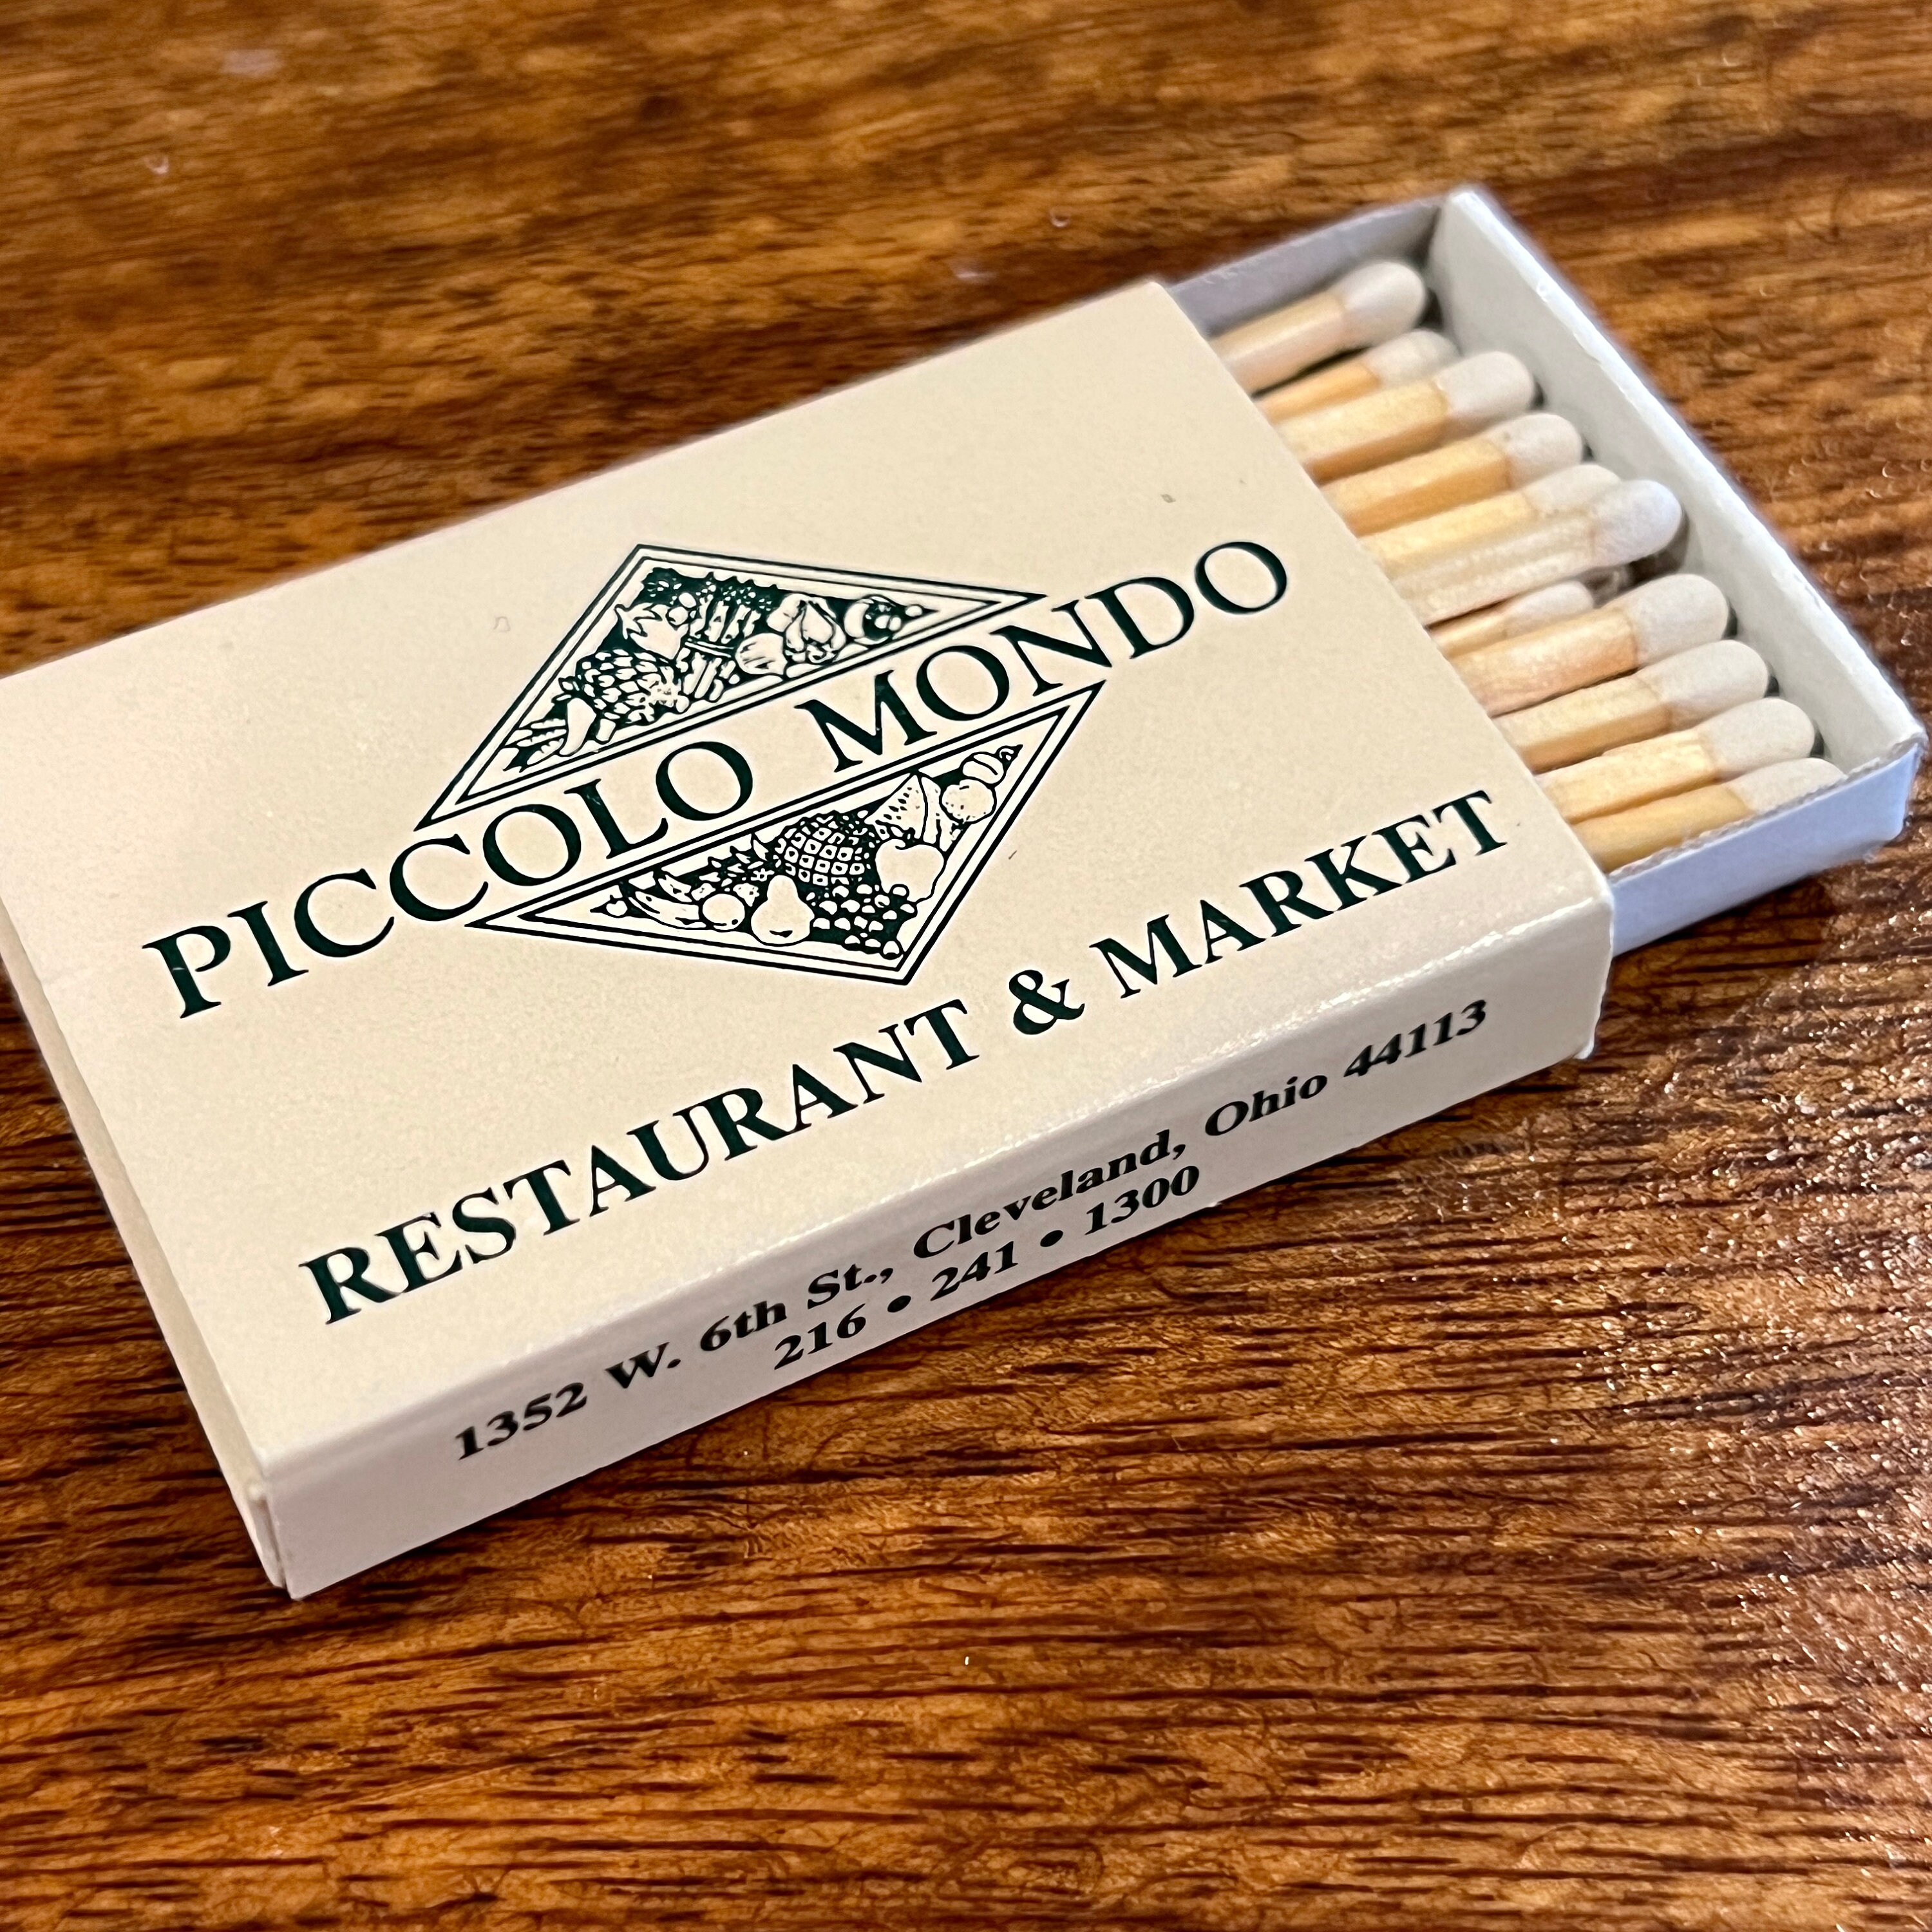 PICCOLO MONDO
RESTAURANT & MARKET
1352 W. 6th St., Cleveland, Ohio 44113
216 • 241 • 1300